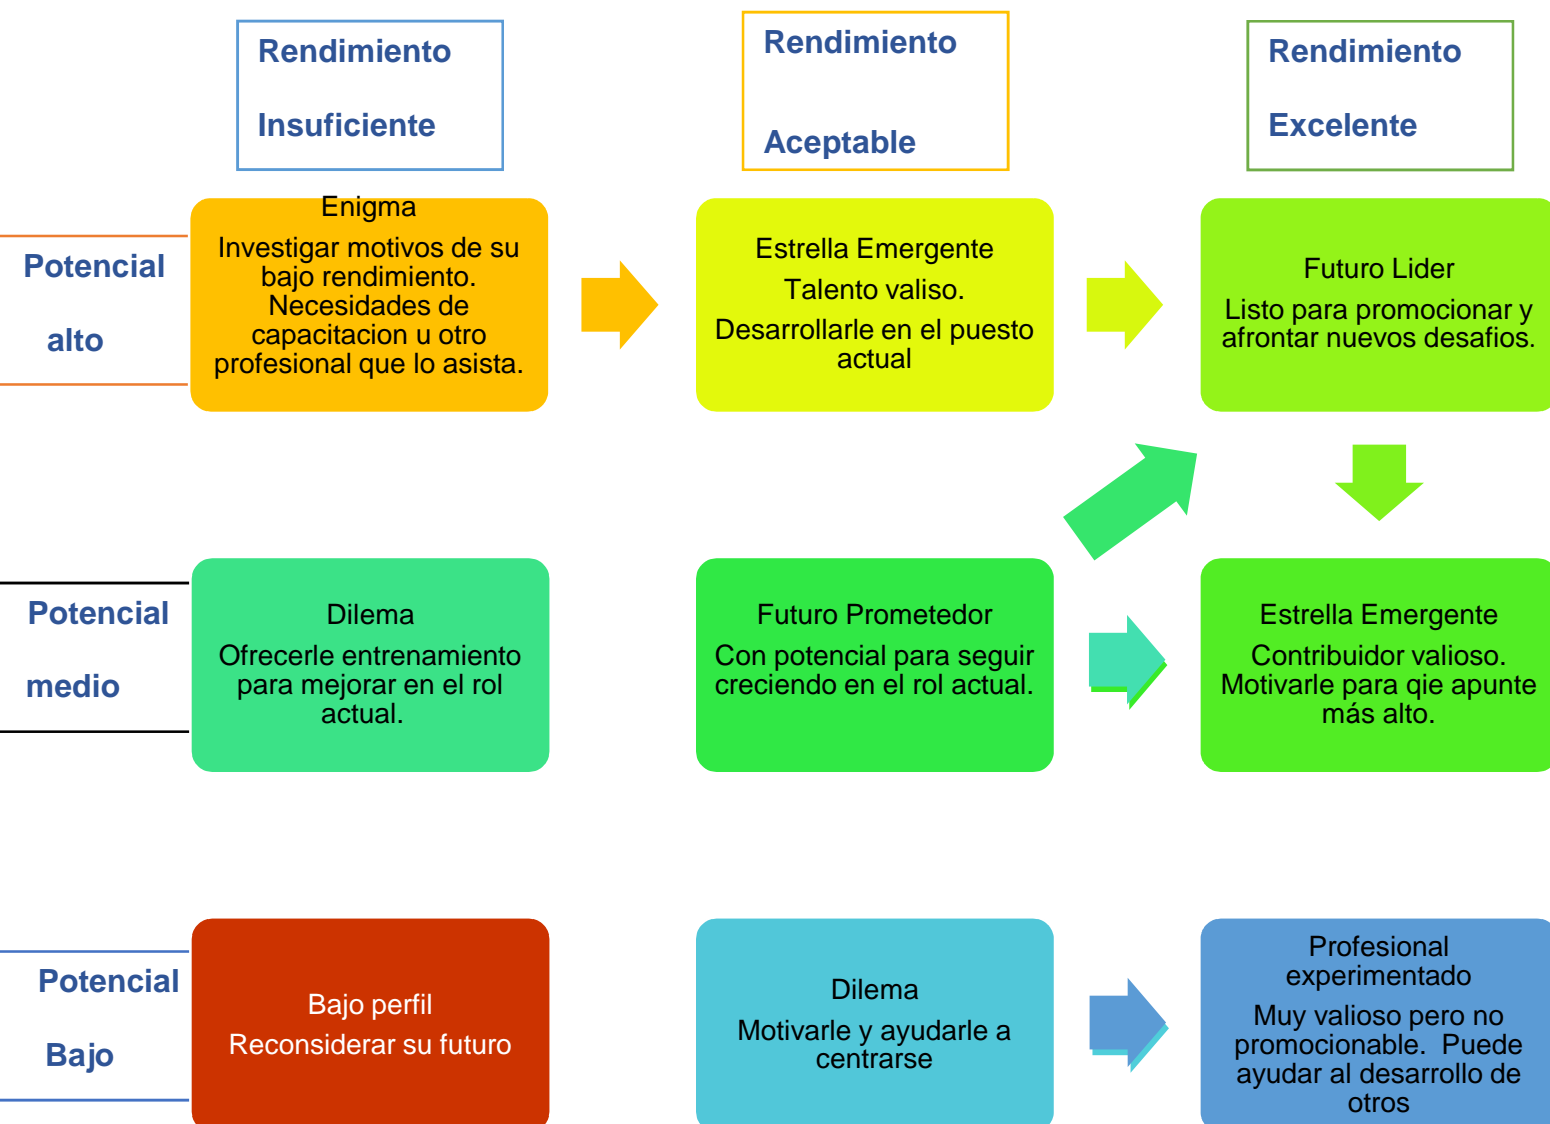 Rendimiento
Insuficiente
Rendimiento
Aceptable
Rendimiento
Excelente
Potencial
alto
Enigma
Investigar motivos de su
bajo rendimiento.
Necesidades de
capacitacion u otro
profesional que lo asista.
Estrella Emergente
Talento valiso.
Desarrollarle en el puesto
actual
Futuro Lider
Listo para promocionar y
afrontar nuevos desafios.
Potencial
medio
Dilema
Ofrecerle entrenamiento
para mejorar en el rol
actual.
Futuro Prometedor
Con potencial para seguir
creciendo en el rol actual.
Estrella Emergente
Contribuidor valioso.
Motivarle para qie apunte
más alto.
Potencial
Bajo
Bajo perfil
Reconsiderar su futuro
Dilema
Motivarle y ayudarle a
centrarse
Profesional
experimentado
Muy valioso pero no
promocionable.  Puede
ayudar al desarrollo de
otros